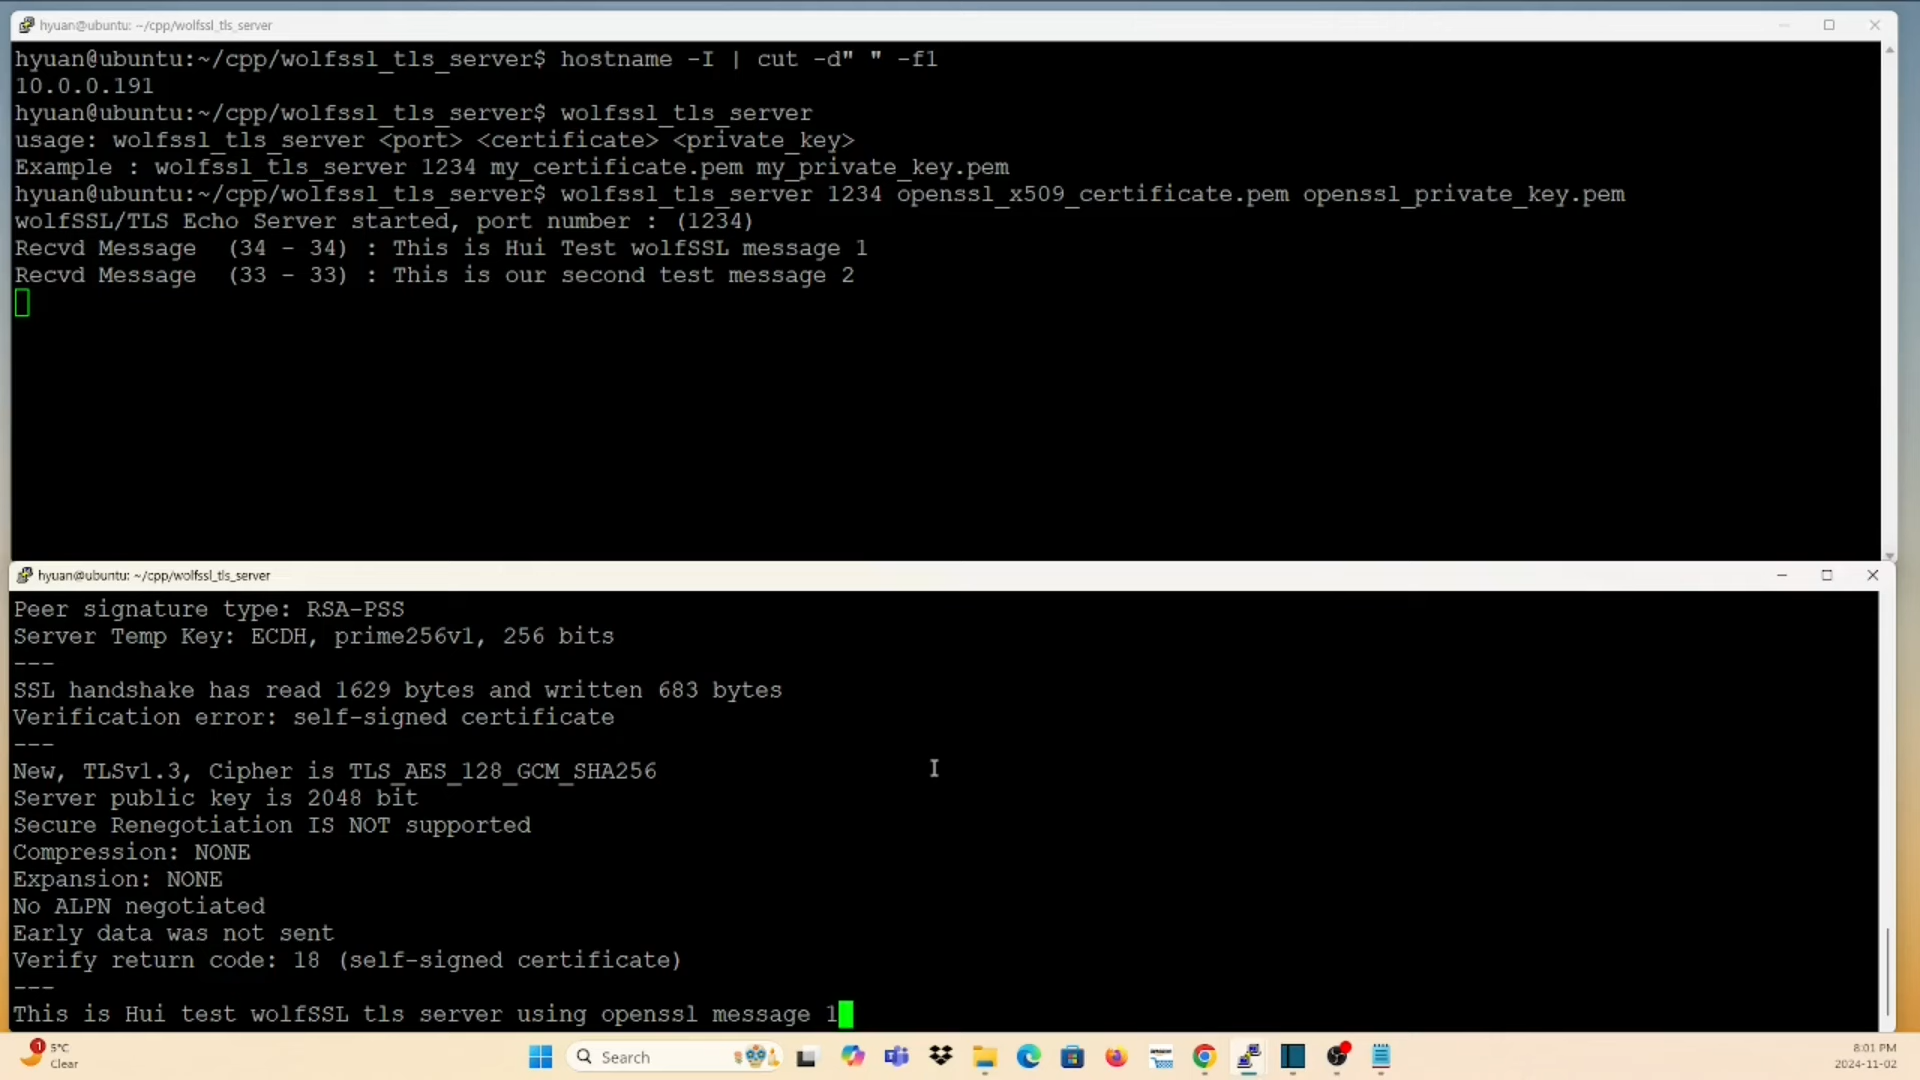 hyuan@ubuntu: ~/cpp/wolfssl_tls_server
hyuan@ubuntu:~/cpp/wolfssl_tls_server$ hostname -I | cut -d" " -f1
10.0.0.191
hyuan@ubuntu:~/cpp/wolfssl_tls_server$ wolfssl_tls_server
usage: wolfssl_tls_server <port> <certificate> <private_key>
Example : wolfssl_tls_server 1234 my_certificate.pem my_private_key.pem
hyuan@ubuntu:~/cpp/wolfssl_tls_server$ wolfssl_tls_server 1234 openssl_x509_certificate.pem openssl_private_key.pem
wolfSSL/TLS Echo Server started, port number : (1234)
Recvd Message  (34 - 34) : This is Hui Test wolfSSL message 1
Recvd Message  (33 - 33) : This is our second test message 2
hyuan@ubuntu: ~/cpp/wolfssl_tls_server
Peer signature type: RSA-PSS
Server Temp Key: ECDH, prime256v1, 256 bits
---
SSL handshake has read 1629 bytes and written 683 bytes
Verification error: self-signed certificate
---
New, TLSv1.3, Cipher is TLS_AES_128_GCM_SHA256
Server public key is 2048 bit
Secure Renegotiation IS NOT supported
Compression: NONE
Expansion: NONE
No ALPN negotiated
Early data was not sent
Verify return code: 18 (self-signed certificate)
---
This is Hui test wolfSSL tls server using openssl message 1
1
5°C
Clear
Search
8:01 PM
2024-11-02